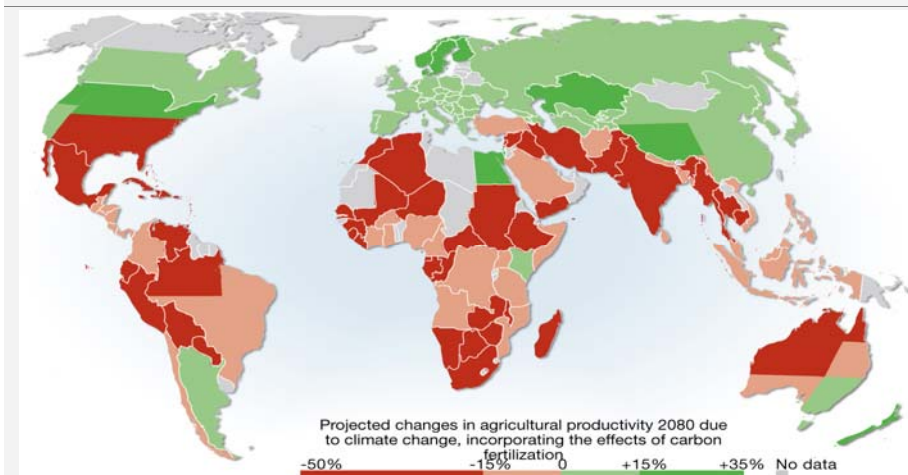 Projected changes in agricultural productivity 2080 due
to climate change, incorporating the effects of carbon
fertilization
-50% -15% 0 +15% +35% No data